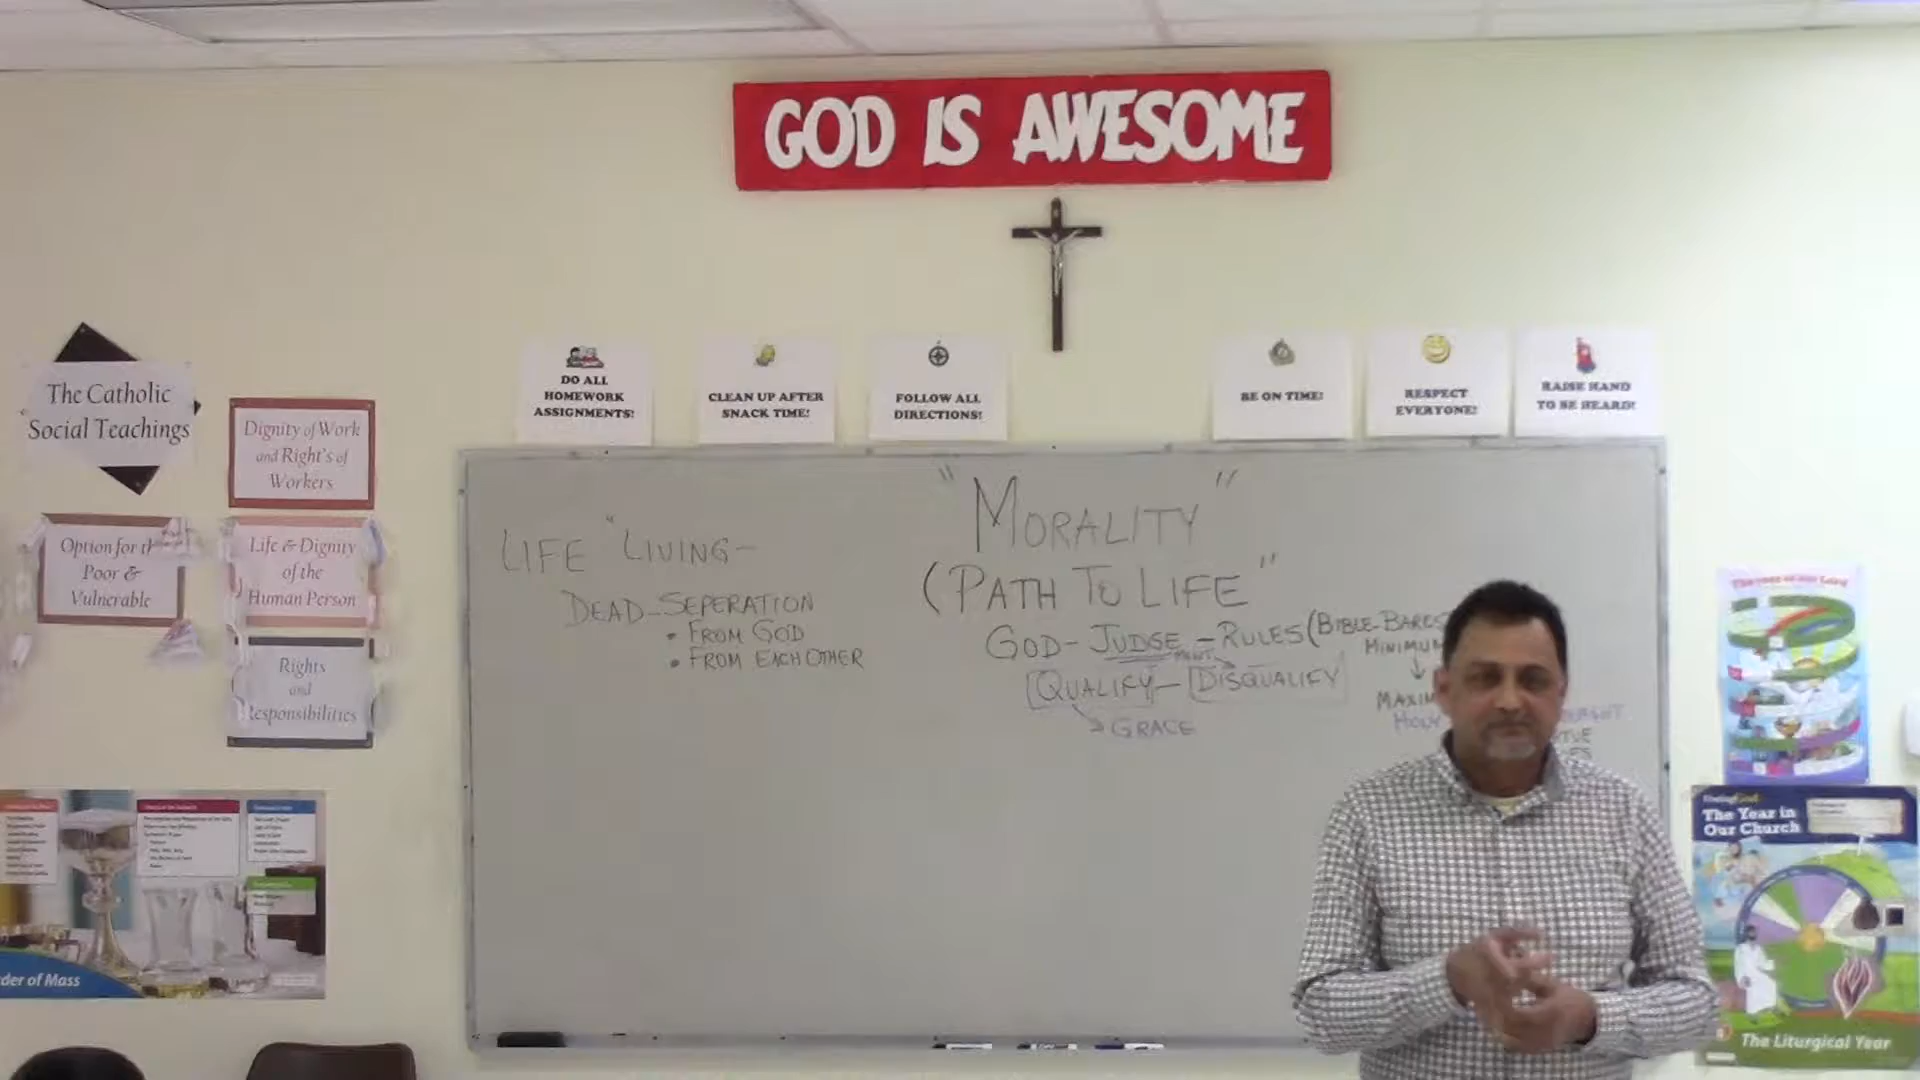 GOD IS AWESOME
DO ALL
HOMEWORK
ASSIGNMENTS!
CLEAN UP AFTER
SNACK TIME!
FOLLOW ALL
DIRECTIONS!
BE ON TIME!
RESPECT
EVERYONE!
RAISE HAND
TO BE HEARD!
The Catholic
Social Teachings
Dignity of Work
and Right's of
Workers
Option for
Poor &
Vulnerable
Life & Dignity
of the
Human Person
Rights
and
Responsibilities
der of Mass
LIFE "LIVING-
DEAD-SEPERATION
• FROM GOD
• FROM EACH OTHER
"MORALITY"
(PATH TO LIFE"
GOD-JUDGE-RULES(BIBLE-BARES
MENT
MINIMUM
QUALIFY-DISQUALIFY
GRACE
MAXIM
HOLY
The Year in
Our Church
The Liturgical Year